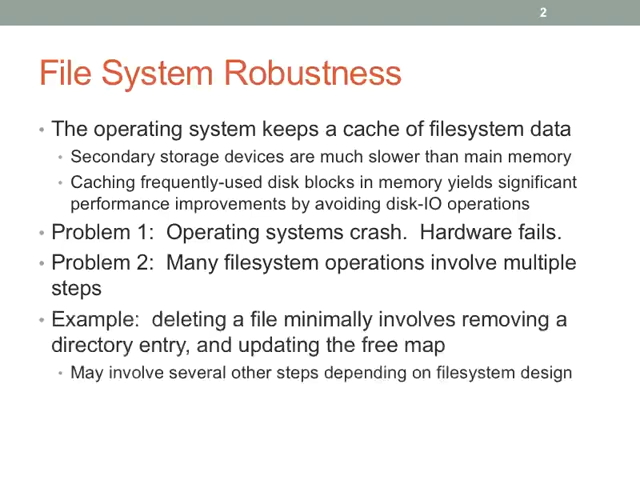 2
File System Robustness
• The operating system keeps a cache of filesystem data
• Secondary storage devices are much slower than main memory
• Caching frequently-used disk blocks in memory yields significant
performance improvements by avoiding disk-IO operations
• Problem 1:  Operating systems crash.  Hardware fails.
• Problem 2:  Many filesystem operations involve multiple
steps
• Example:  deleting a file minimally involves removing a
directory entry, and updating the free map
• May involve several other steps depending on filesystem design